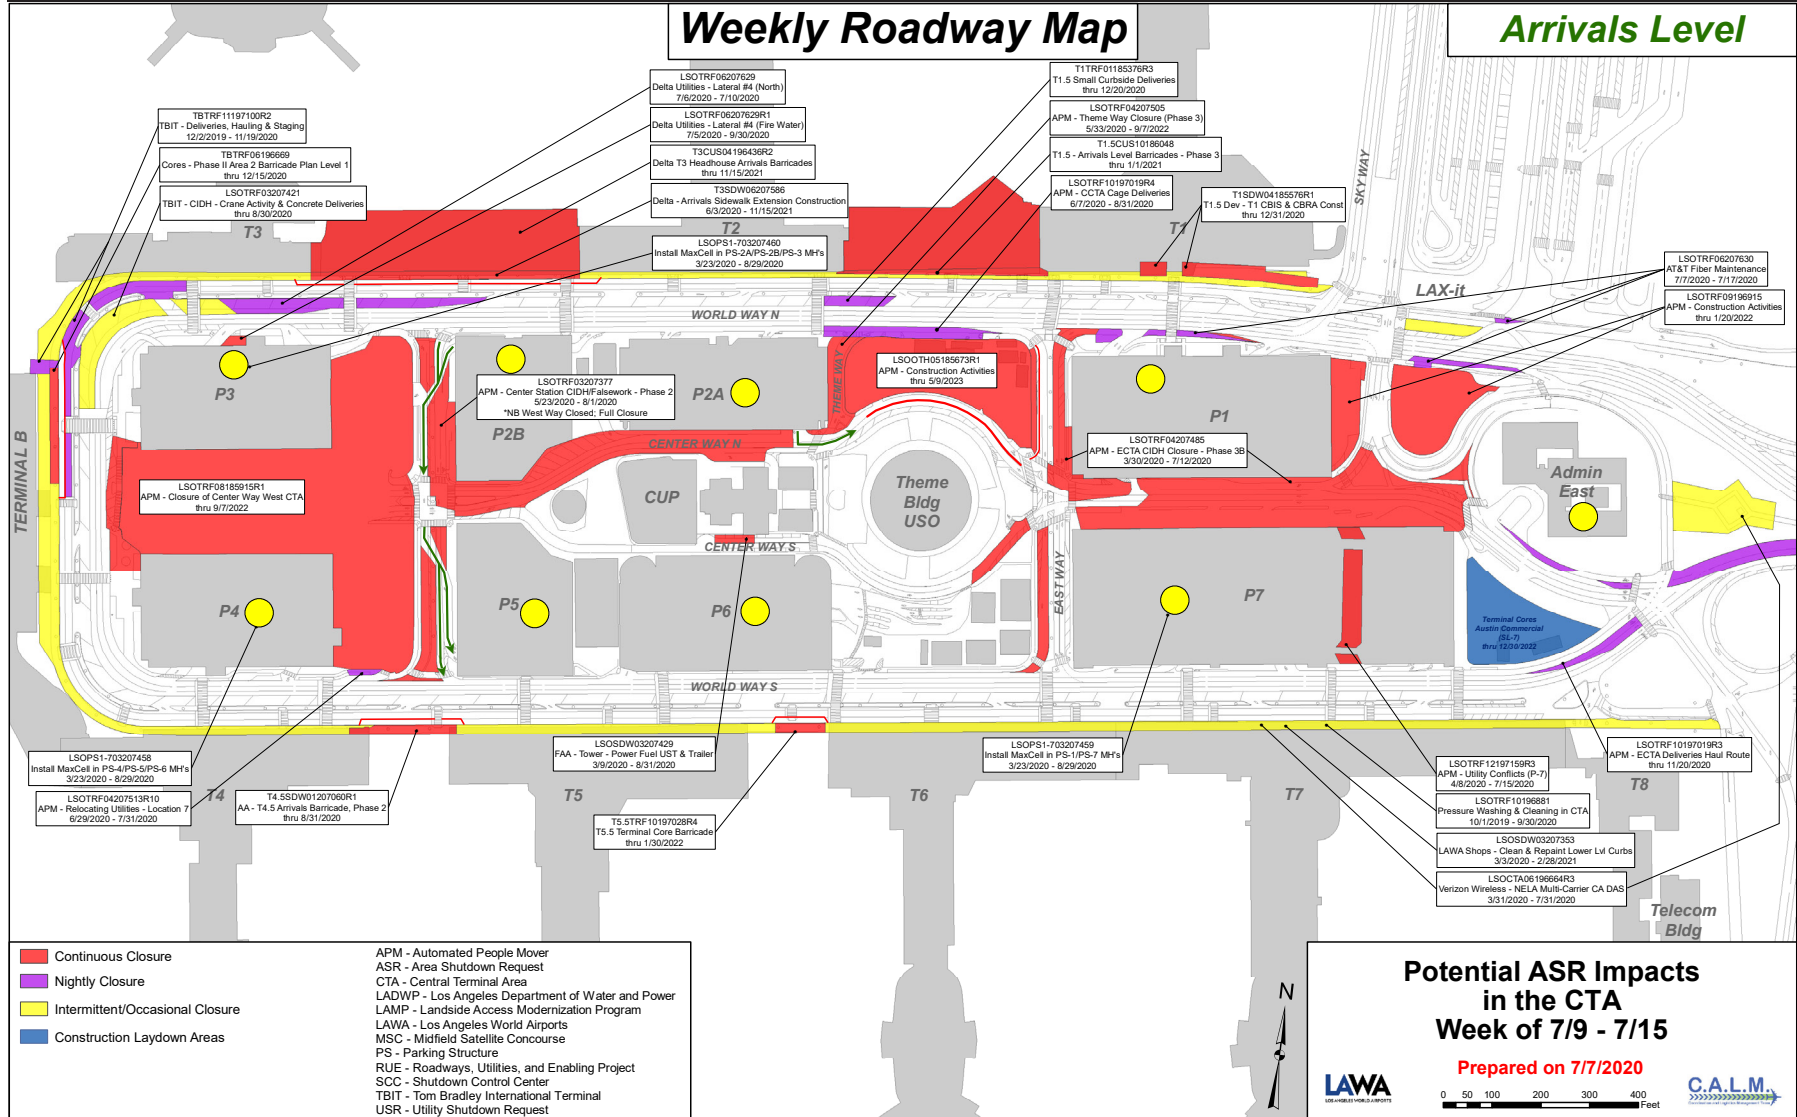 Weekly Roadway Map
Arrivals Level
LSOTRF06207629
Delta Utilities - Lateral #4 (North)
7/6/2020 - 7/10/2020
LSOTRF06207629R1
Delta Utilities - Lateral #4 (Fire Water)
7/5/2020 - 9/30/2020
T3CUS04196436R2
Delta T3 Headhouse Arrivals Barricades
thru 11/15/2021
T3SDW06207586
Delta - Arrivals Sidewalk Extension Construction
6/3/2020 - 11/15/2021
LSOPS1-703207460
Install MaxCell in PS-2A/PS-2B/PS-3 MH's
3/23/2020 - 8/29/2020
TBTRF11197100R2
TBIT - Deliveries, Hauling & Staging
12/2/2019 - 11/19/2020
TBTRF06196669
Cores - Phase II Area 2 Barricade Plan Level 1
thru 12/15/2020
LSOTRF03207421
TBIT - CIDH - Crane Activity & Concrete Deliveries
thru 8/30/2020
T1TRF01185376R3
T1.5 Small Curbside Deliveries
thru 12/20/2020
LSOTRF04207505
APM - Theme Way Closure (Phase 3)
5/33/2020 - 9/7/2022
T1.5CUS10186048
T1.5 - Arrivals Level Barricades - Phase 3
thru 1/1/2021
LSOTRF10197019R4
APM - CCTA Cage Deliveries
6/7/2020 - 8/31/2020
T1SDW04185576R1
T1.5 Dev - T1 CBIS & CBRA Const
thru 12/31/2020
LSOTRF06207630
AT&T Fiber Maintenance
7/7/2020 - 7/17/2020
LSOTRF09196915
APM - Construction Activities
thru 1/20/2022
T3
T2
T1
SKY WAY
LAX-it
WORLD WAY N
THEME WAY
LSOOTH05185673R1
APM - Construction Activities
thru 5/9/2023
LSOTRF03207377
APM - Center Station CIDH/Falsework - Phase 2
5/23/2020 - 8/1/2020
*NB West Way Closed; Full Closure
P3
P2B
P2A
P1
CENTER WAY N
LSOTRF04207485
APM - ECTA CIDH Closure - Phase 3B
3/30/2020 - 7/12/2020
TERMINAL B
LSOTRF08185915R1
APM - Closure of Center Way West CTA
thru 9/7/2022
CUP
Theme
Bldg
USO
Admin
East
CENTER WAY S
EAST WAY
P4
P5
P6
P7
Terminal Cores
Austin Commercial
(SL-7)
thru 12/30/2022
WORLD WAY S
LSOPS1-703207458
Install MaxCell in PS-4/PS-5/PS-6 MH's
3/23/2020 - 8/29/2020
LSOTRF04207513R10
APM - Relocating Utilities - Location 7
6/29/2020 - 7/31/2020
T4.5SDW01207060R1
AA - T4.5 Arrivals Barricade, Phase 2
thru 8/31/2020
LSOSDW03207429
FAA - Tower - Power Fuel UST & Trailer
3/9/2020 - 8/31/2020
T5.5TRF10197028R4
T5.5 Terminal Core Barricade
thru 1/30/2022
LSOPS1-703207459
Install MaxCell in PS-1/PS-7 MH's
3/23/2020 - 8/29/2020
LSOTRF12197159R3
APM - Utility Conflicts (P-7)
4/8/2020 - 7/15/2020
LSOTRF10196881
Pressure Washing & Cleaning in CTA
10/1/2019 - 9/30/2020
LSOSDW03207353
LAWA Shops - Clean & Repaint Lower Lvl Curbs
3/3/2020 - 2/28/2021
LSOCTA06196664R3
Verizon Wireless - NELA Multi-Carrier CA DAS
3/31/2020 - 7/31/2020
LSOTRF10197019R3
APM - ECTA Deliveries Haul Route
thru 11/20/2020
T4
T5
T6
T7
T8
Telecom
Bldg
Continuous Closure
Nightly Closure
Intermittent/Occasional Closure
Construction Laydown Areas
APM - Automated People Mover
ASR - Area Shutdown Request
CTA - Central Terminal Area
LADWP - Los Angeles Department of Water and Power
LAMP - Landside Access Modernization Program
LAWA - Los Angeles World Airports
MSC - Midfield Satellite Concourse
PS - Parking Structure
RUE - Roadways, Utilities, and Enabling Project
SCC - Shutdown Control Center
TBIT - Tom Bradley International Terminal
USR - Utility Shutdown Request
N
Potential ASR Impacts
in the CTA
Week of 7/9 - 7/15
Prepared on 7/7/2020
LAWA
LOS ANGELES WORLD AIRPORTS
0 50 100 200 300 400
Feet
C.A.L.M.